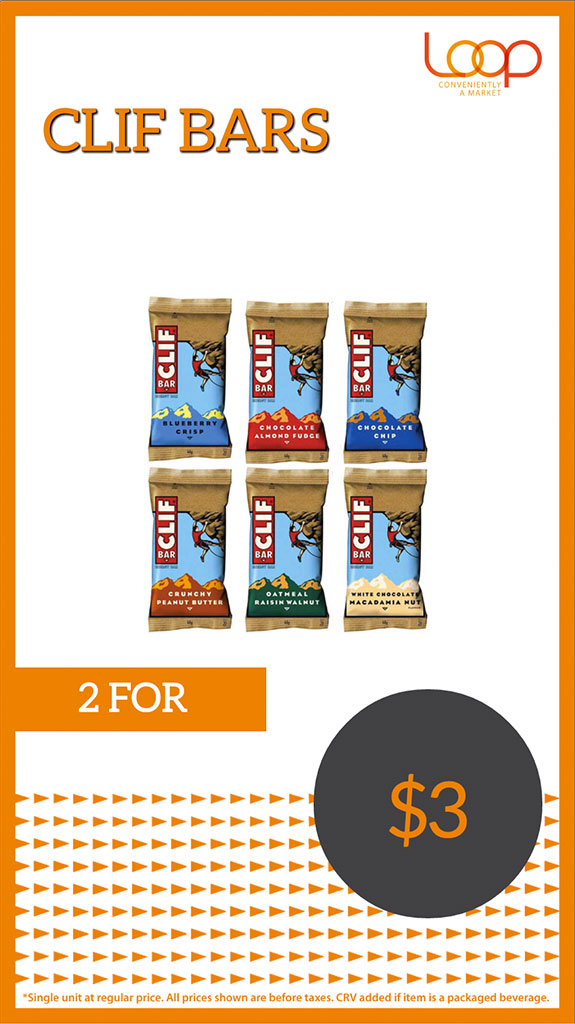 Loop
CONVENIENTLY
A MARKET
CLIF BARS
CLIF
BAR
BLUEBERRY
CRISP
CLIF
BAR
CHOCOLATE
ALMOND FUDGE
CLIF
BAR
CHOCOLATE
CHIP
CLIF
BAR
CRUNCHY
PEANUT BUTTER
CLIF
BAR
OATMEAL
RAISIN WALNUT
CLIF
BAR
WHITE CHOCOLATE
MACADAMIA NUT
2 FOR
$3
*Single unit at regular price. All prices shown are before taxes. CRV added if item is a packaged beverage.